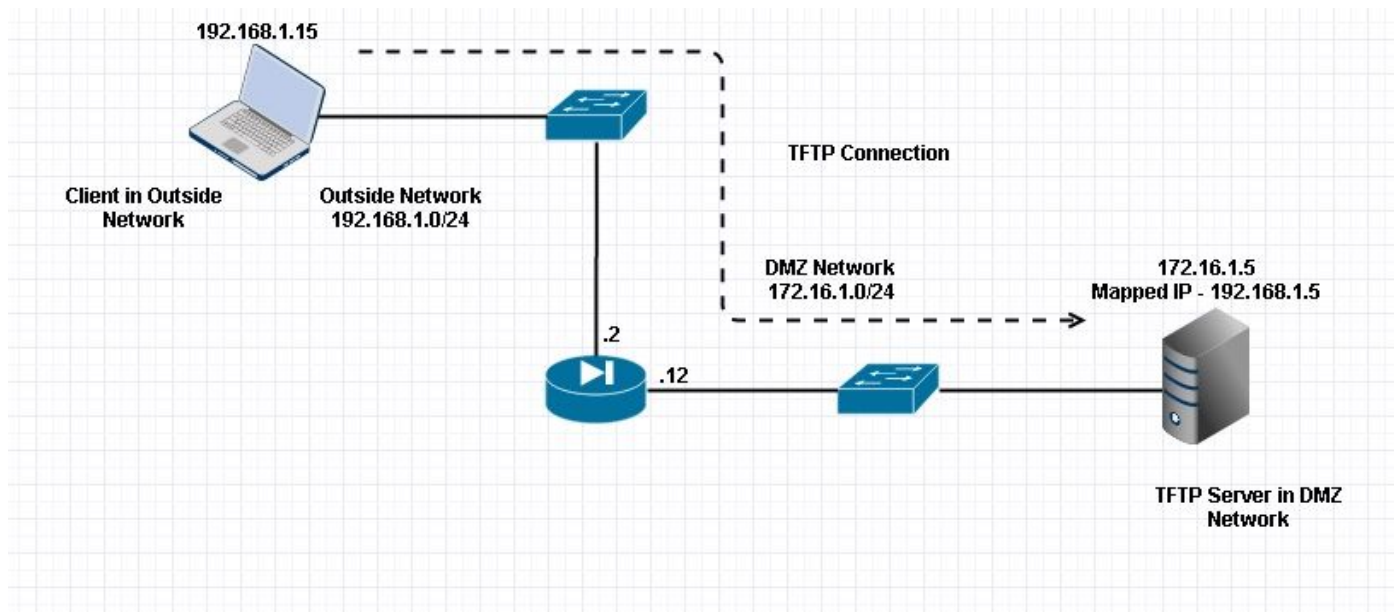 192.168.1.15
Client in Outside
Network
Outside Network
192.168.1.0/24
TFTP Connection
DMZ Network
172.16.1.0/24
172.16.1.5
Mapped IP - 192.168.1.5
.2
.12
TFTP Server in DMZ
Network